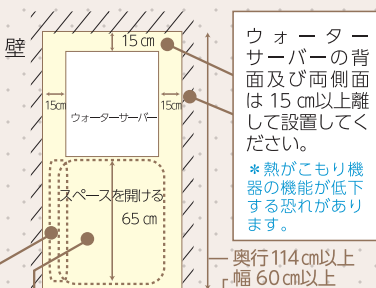 壁
15㎝
15㎝
15㎝
ウォーターサーバー
スペースを開ける
65㎝
ウォーター
サーバーの背
面及び両側面
は15㎝以上離
して設置してく
ださい。
＊熱がこもり機
器の機能が低下
する恐れがあり
ます。
奥行114㎝以上
幅60㎝以上